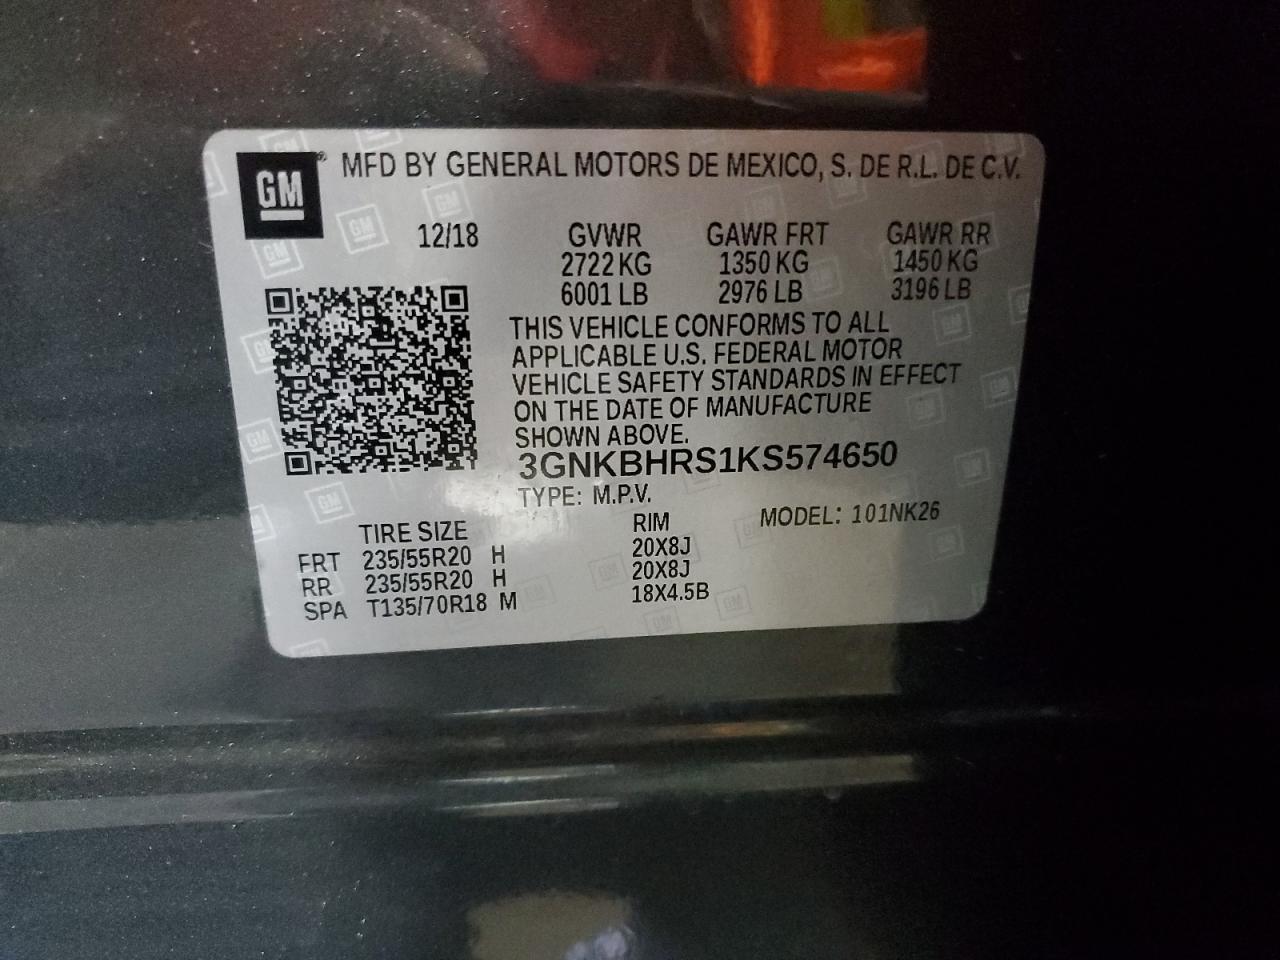 GM® MFD BY GENERAL MOTORS DE MEXICO, S. DE R.L. DE C.V.
12/18 GVWR GAWR FRT GAWR RR
2722 KG 1350 KG 1450 KG
6001 LB 2976 LB 3196 LB
THIS VEHICLE CONFORMS TO ALL
APPLICABLE U.S. FEDERAL MOTOR
VEHICLE SAFETY STANDARDS IN EFFECT
ON THE DATE OF MANUFACTURE
SHOWN ABOVE.
3GNKBHRS1KS574650
TYPE: M.P.V.
MODEL: 101NK26
TIRE SIZE RIM
FRT 235/55R20 H 20X8J
RR 235/55R20 H 20X8J
SPA T135/70R18 M 18X4.5B